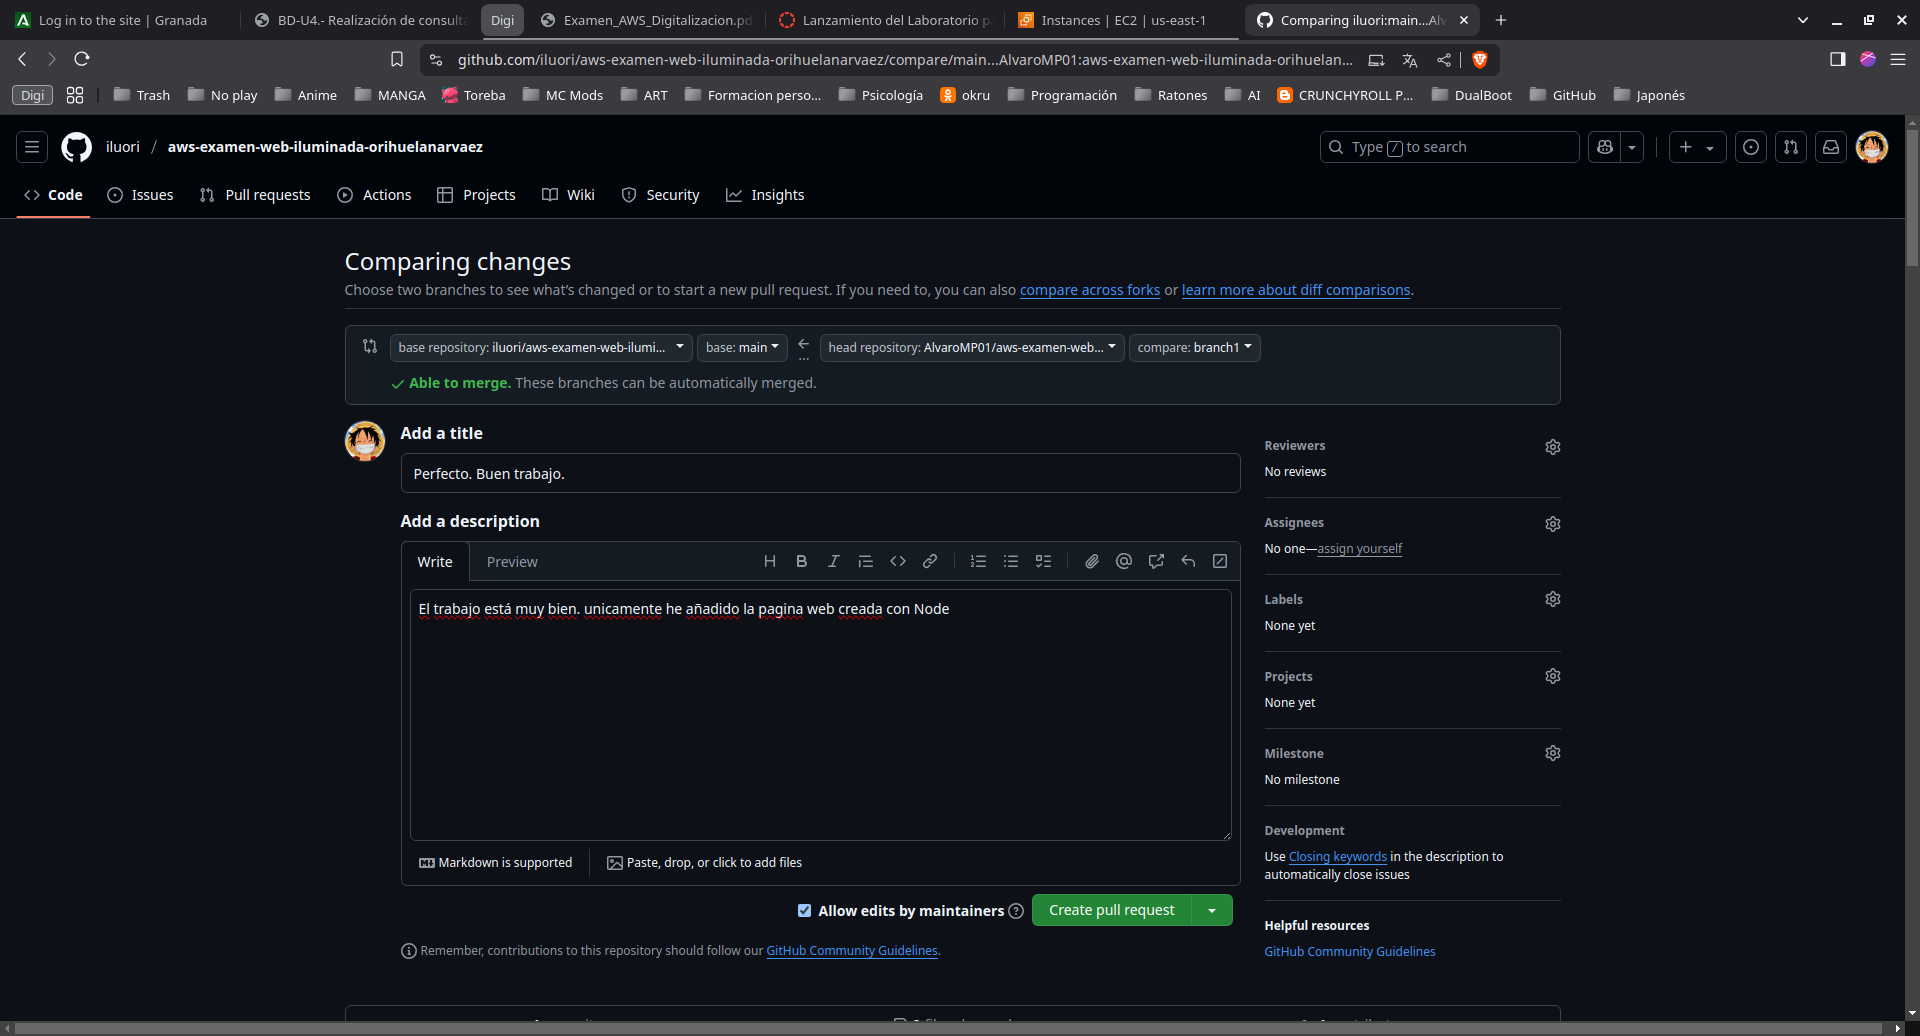 Log in to the site | Granada
BD-U4.- Realización de consulta
Digi
Examen_AWS_Digitalizacion.pd
Lanzamiento del Laboratorio p
Instances | EC2 | us-east-1
Comparing iluori:main...Alv
github.com/iluori/aws-examen-web-iluminada-orihuelanarvaez/compare/main...AlvaroMP01:aws-examen-web-iluminada-orihuelan...
Digi
Trash
No play
Anime
MANGA
Toreba
MC Mods
ART
Formacion perso...
Psicología
okru
Programación
Ratones
AI
CRUNCHYROLL P...
DualBoot
GitHub
Japonés
iluori / aws-examen-web-iluminada-orihuelanarvaez
Type / to search
Code
Issues
Pull requests
Actions
Projects
Wiki
Security
Insights
Comparing changes
Choose two branches to see what’s changed or to start a new pull request. If you need to, you can also compare across forks or learn more about diff comparisons.
base repository: iluori/aws-examen-web-ilumi...
base: main
head repository: AlvaroMP01/aws-examen-web...
compare: branch1
Able to merge. These branches can be automatically merged.
Add a title
Perfecto. Buen trabajo.
Add a description
Write
Preview
El trabajo está muy bien. unicamente he añadido la pagina web creada con Node
Markdown is supported
Paste, drop, or click to add files
Allow edits by maintainers
Create pull request
Remember, contributions to this repository should follow our GitHub Community Guidelines.
Reviewers
No reviews
Assignees
No one—assign yourself
Labels
None yet
Projects
None yet
Milestone
No milestone
Development
Use Closing keywords in the description to
automatically close issues
Helpful resources
GitHub Community Guidelines